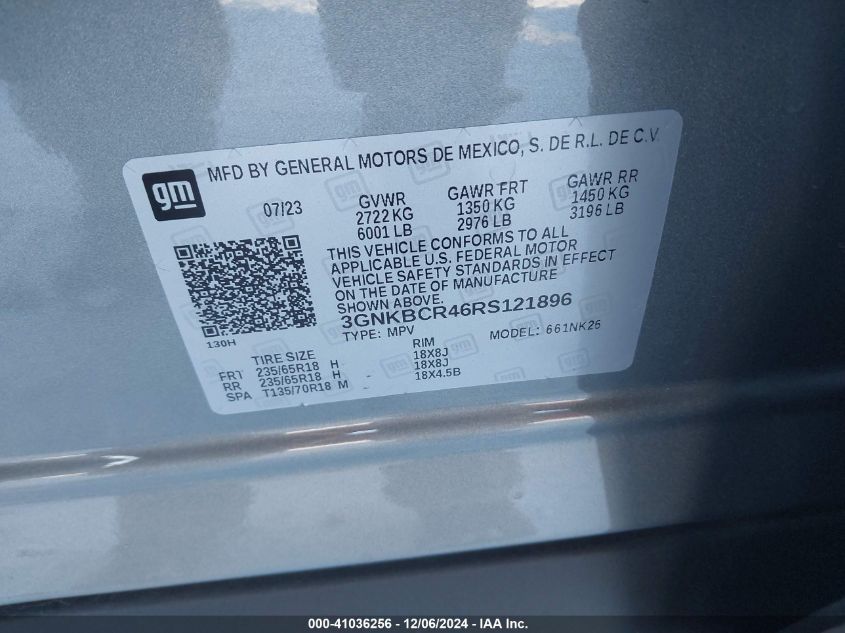 gm
MFD BY GENERAL MOTORS DE MEXICO, S. DE R.L. DE C.V.
07/23 GVWR GAWR FRT GAWR RR
2722 KG 1350 KG 1450 KG
6001 LB 2976 LB 3196 LB
THIS VEHICLE CONFORMS TO ALL
APPLICABLE U.S. FEDERAL MOTOR
VEHICLE SAFETY STANDARDS IN EFFECT
ON THE DATE OF MANUFACTURE
SHOWN ABOVE.
3GNKBCR46RS121896
130H TYPE: MPV MODEL: 661NK26
TIRE SIZE RIM
FRT 235/65R18 H 18X8J
RR 235/65R18 H - 18X8J
SPA T135/70R18 M - 18X4.5B
000-41036256 - 12/06/2024 - IAA Inc.